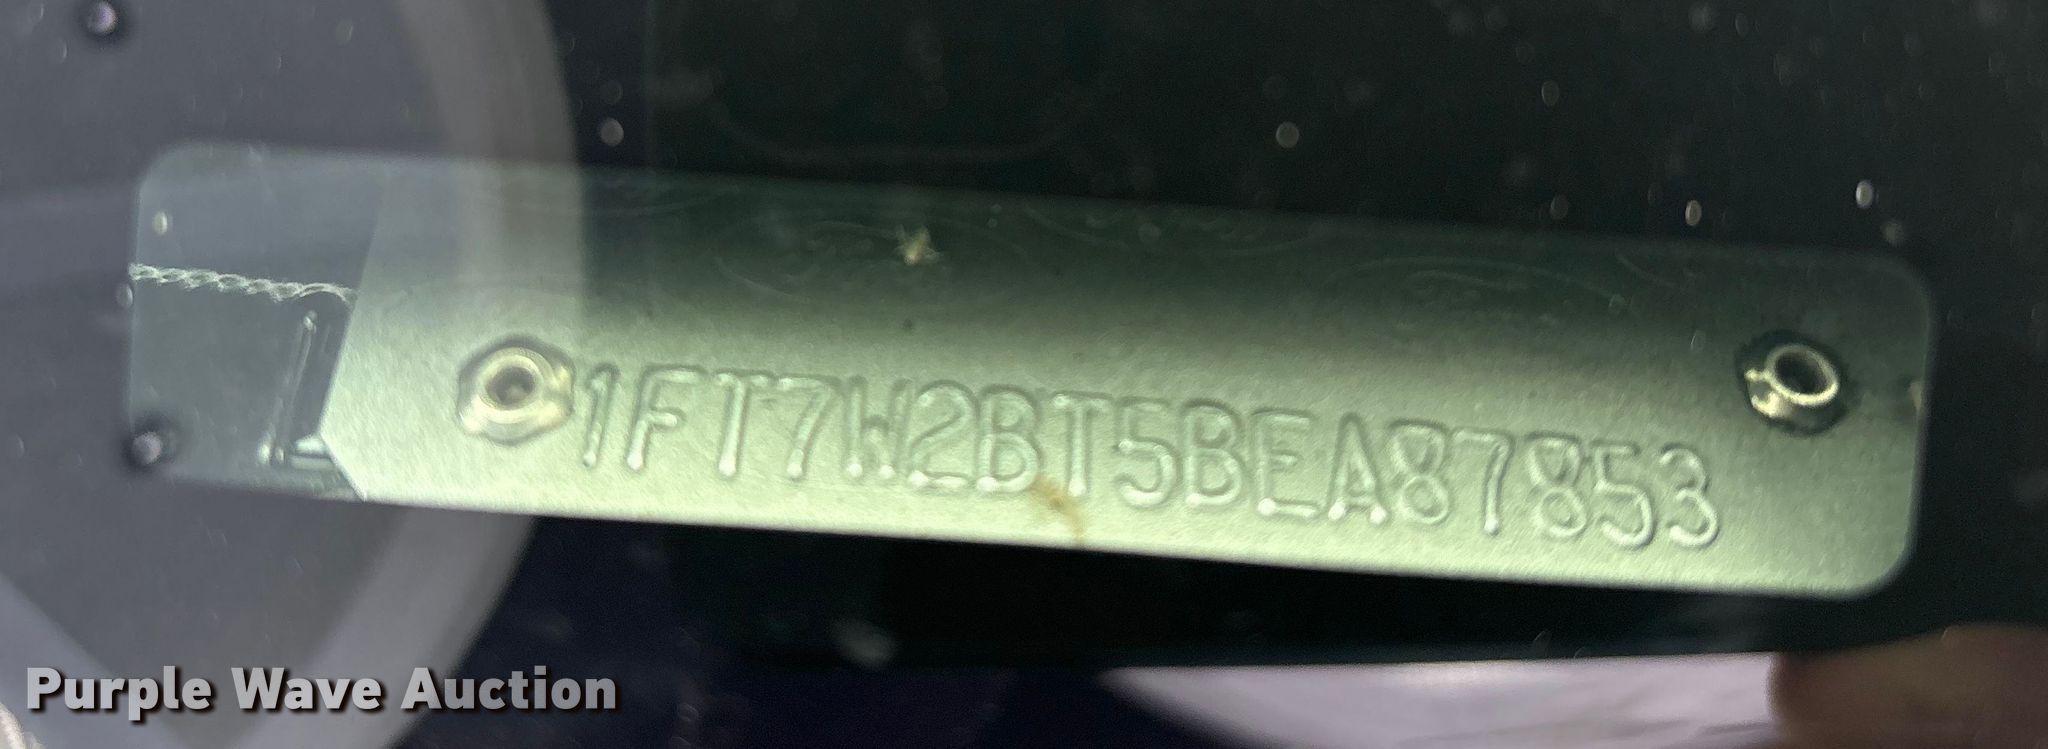 1FT7W2BT5BEA87853
Purple Wave Auction